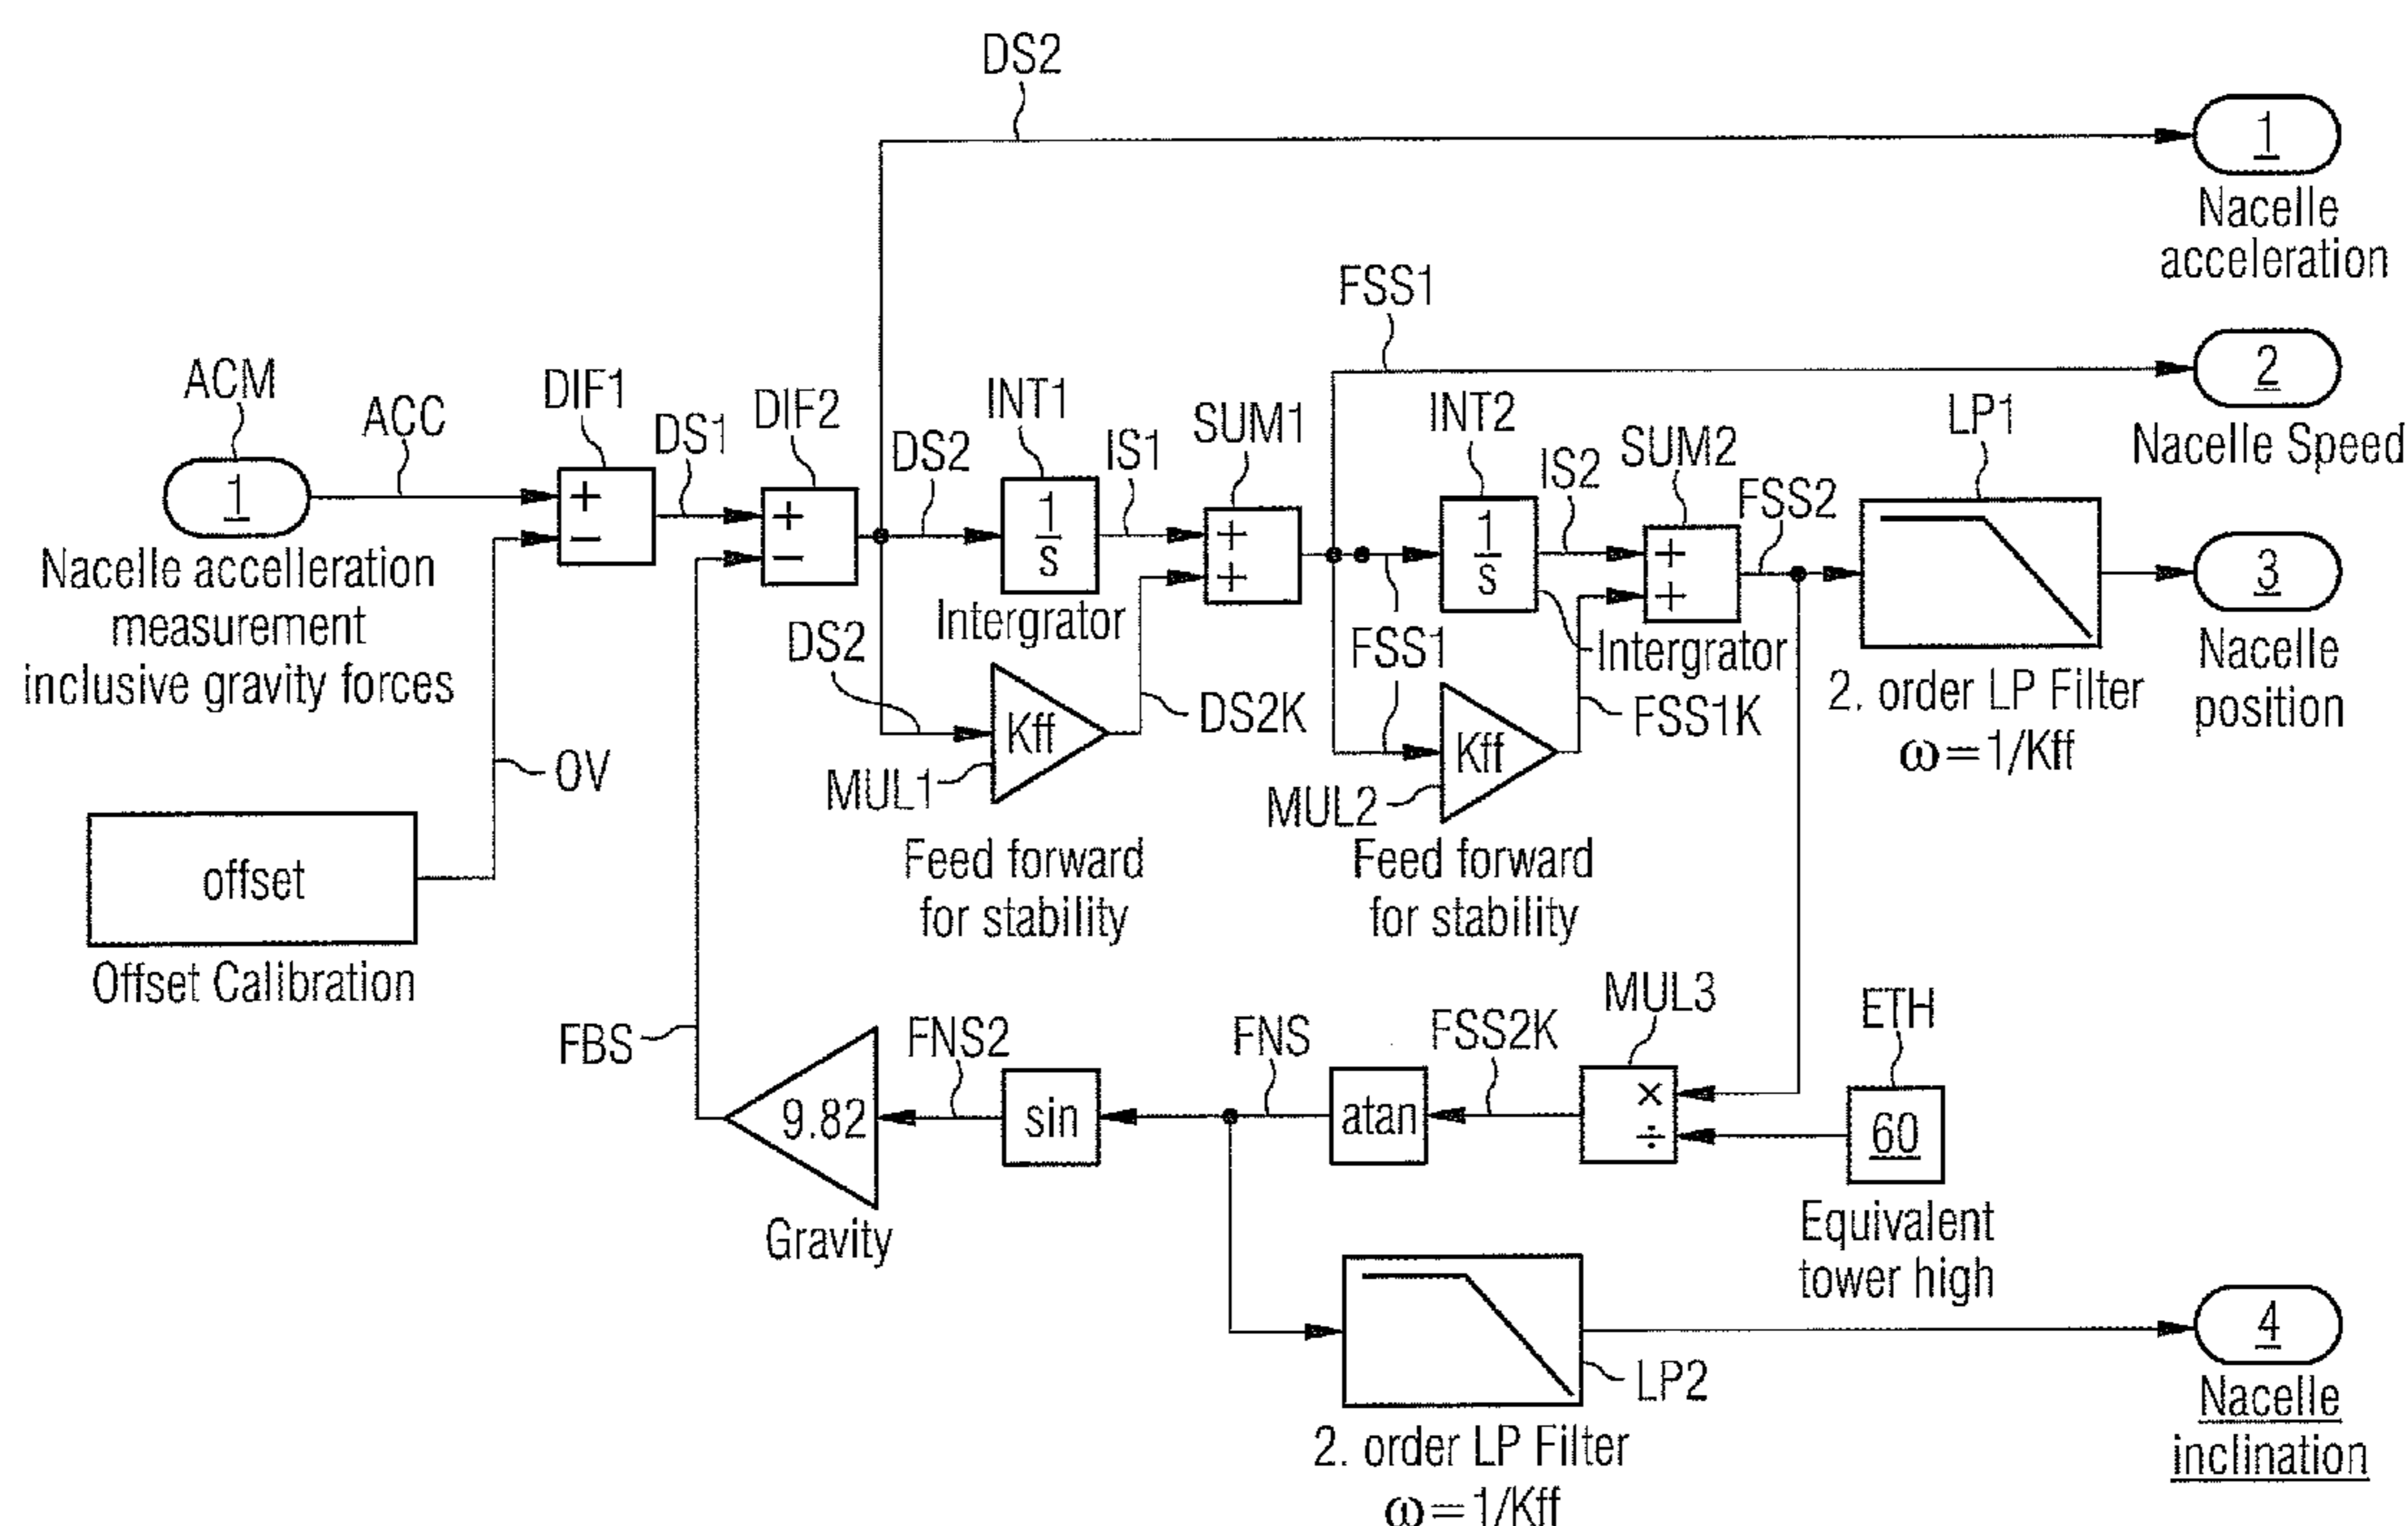 DS2
1
Nacelle
acceleration
FSS1
2
Nacelle Speed
ACM
ACC
DIF1
DS1
DIF2
DS2
INT1
IS1
SUM1
INT2
IS2
SUM2
FSS2
LP1
1
Nacelle accelleration
measurement
inclusive gravity forces
+
−
+
−
1
s
Intergrator
+
+
1
s
Intergrator
+
+
2. order LP Filter
ω=1/Kff
3
Nacelle
position
OV
DS2
Kff
MUL1
DS2K
Feed forward
for stability
FSS1
Kff
MUL2
FSS1K
Feed forward
for stability
offset
Offset Calibration
FBS
9.82
Gravity
FNS2
sin
FNS
atan
FSS2K
MUL3
×
÷
ETH
60
Equivalent
tower high
LP2
2. order LP Filter
ω=1/Kff
4
Nacelle
inclination